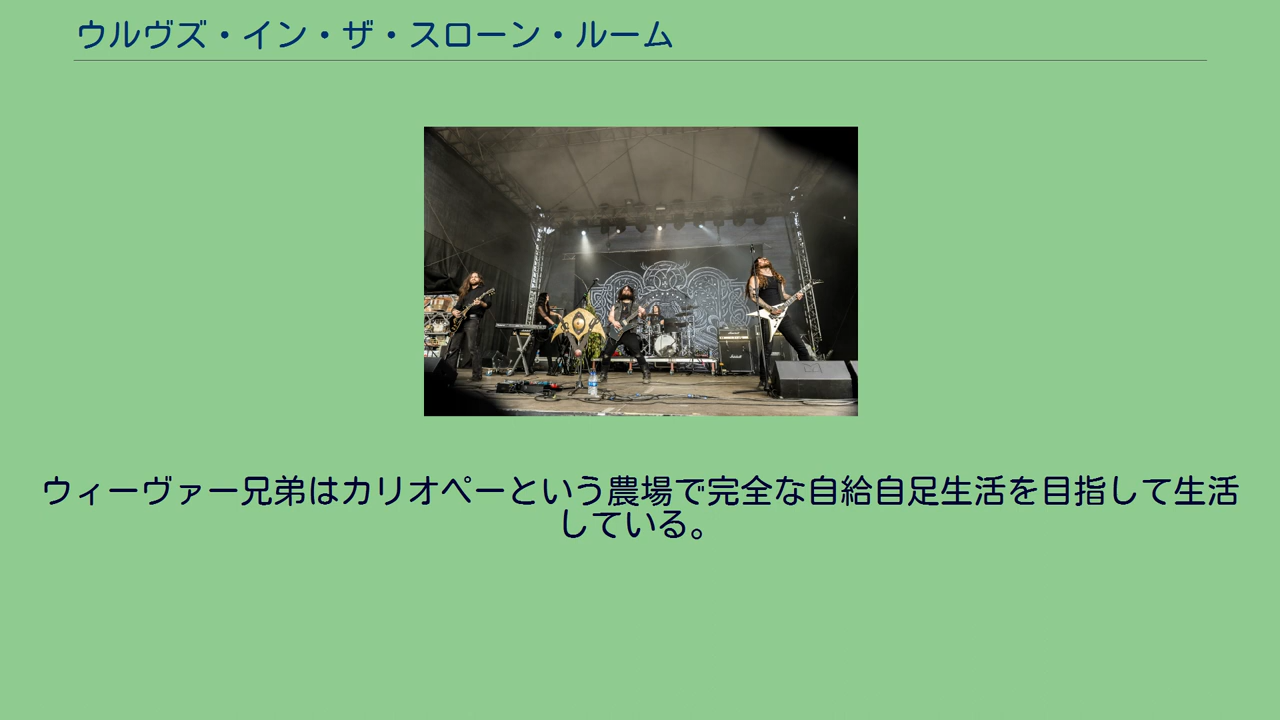 ウルヴズ・イン・ザ・スローン・ルーム
ウィーヴァー兄弟はカリオペーという農場で完全な自給自足生活を目指して生活
している。